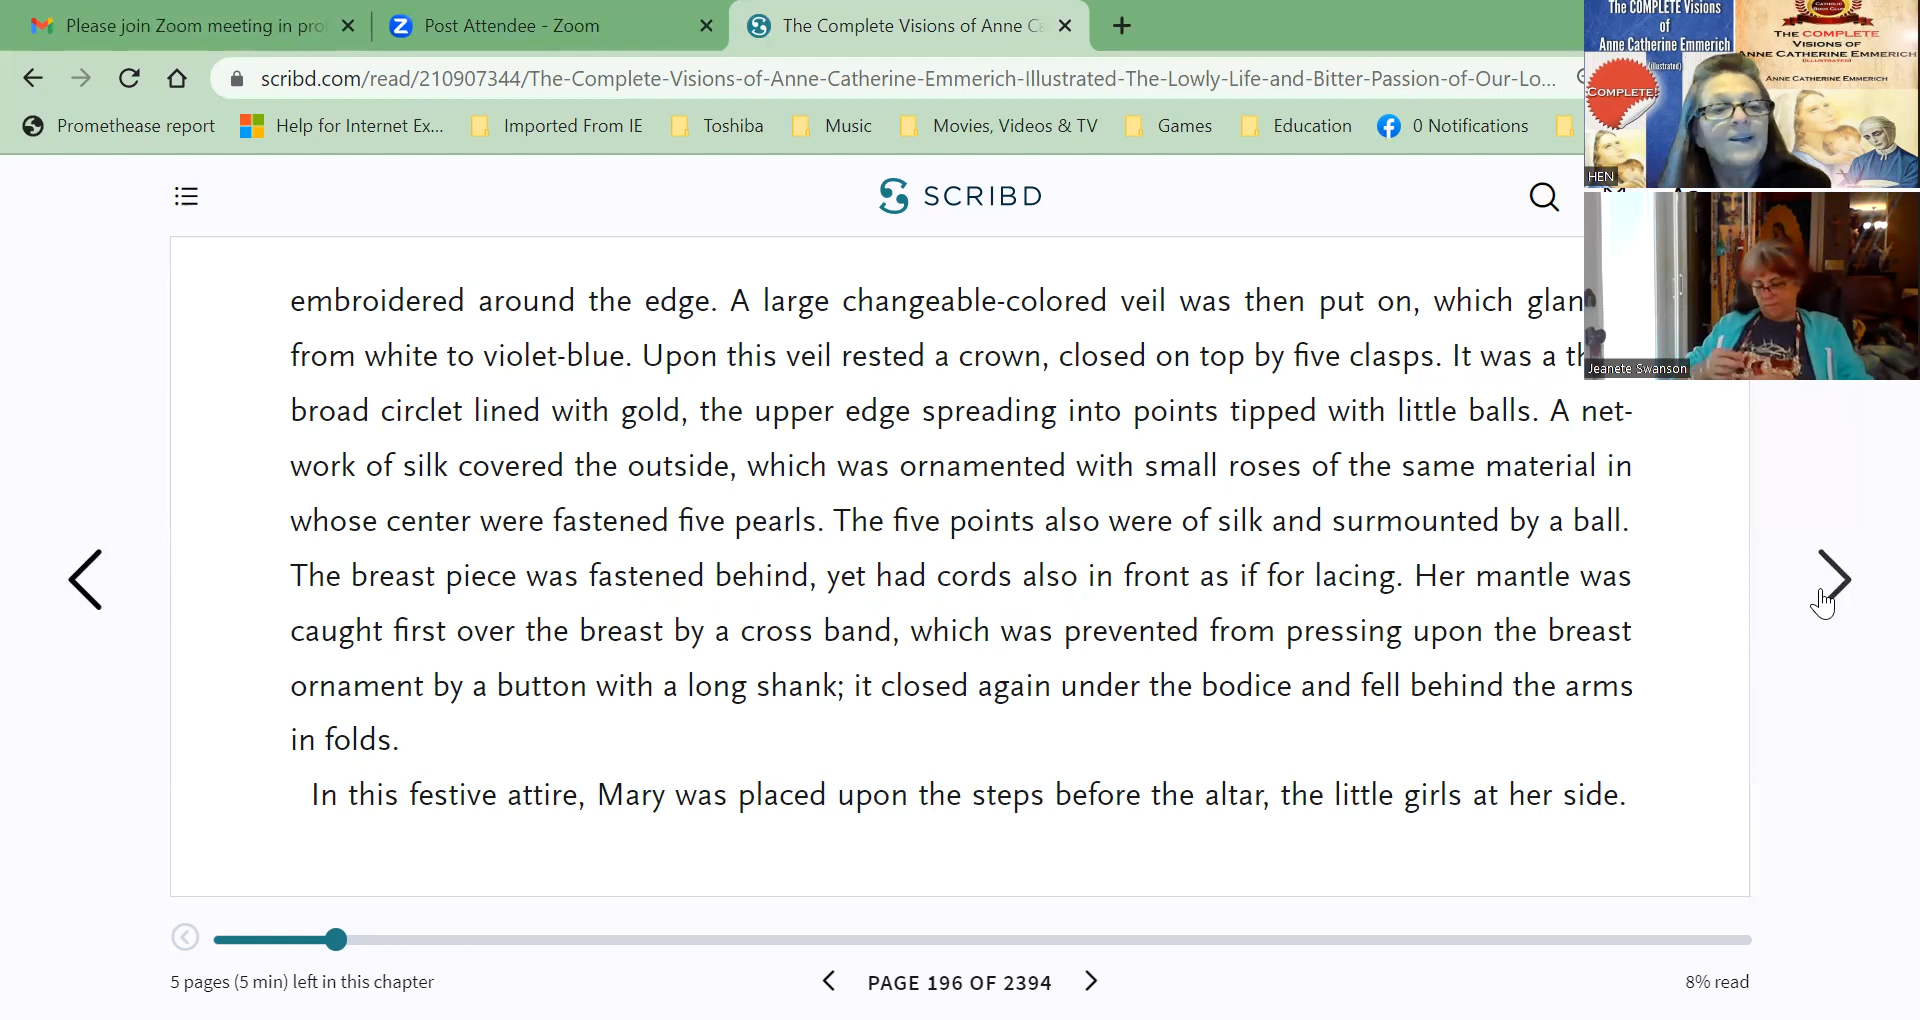 Please join Zoom meeting in pro
Post Attendee - Zoom
The Complete Visions of Anne Ca
scribd.com/read/210907344/The-Complete-Visions-of-Anne-Catherine-Emmerich-Illustrated-The-Lowly-Life-and-Bitter-Passion-of-Our-Lo...
Promethease report
Help for Internet Ex...
Imported From IE
Toshiba
Music
Movies, Videos & TV
Games
Education
0 Notifications
The COMPLETE Visions
of
Anne Catherine Emmerich
(illustrated)
COMPLETE!
THE COMPLETE
VISIONS OF
ANNE CATHERINE EMMERICH
(ILLUSTRATED)
ANNE CATHERINE EMMERICH
HEN
Jeanete Swanson
SCRIBD
embroidered around the edge. A large changeable-colored veil was then put on, which glan
from white to violet-blue. Upon this veil rested a crown, closed on top by five clasps. It was a th
broad circlet lined with gold, the upper edge spreading into points tipped with little balls. A net-
work of silk covered the outside, which was ornamented with small roses of the same material in
whose center were fastened five pearls. The five points also were of silk and surmounted by a ball.
The breast piece was fastened behind, yet had cords also in front as if for lacing. Her mantle was
caught first over the breast by a cross band, which was prevented from pressing upon the breast
ornament by a button with a long shank; it closed again under the bodice and fell behind the arms
in folds.
In this festive attire, Mary was placed upon the steps before the altar, the little girls at her side.
5 pages (5 min) left in this chapter
PAGE 196 OF 2394
8% read